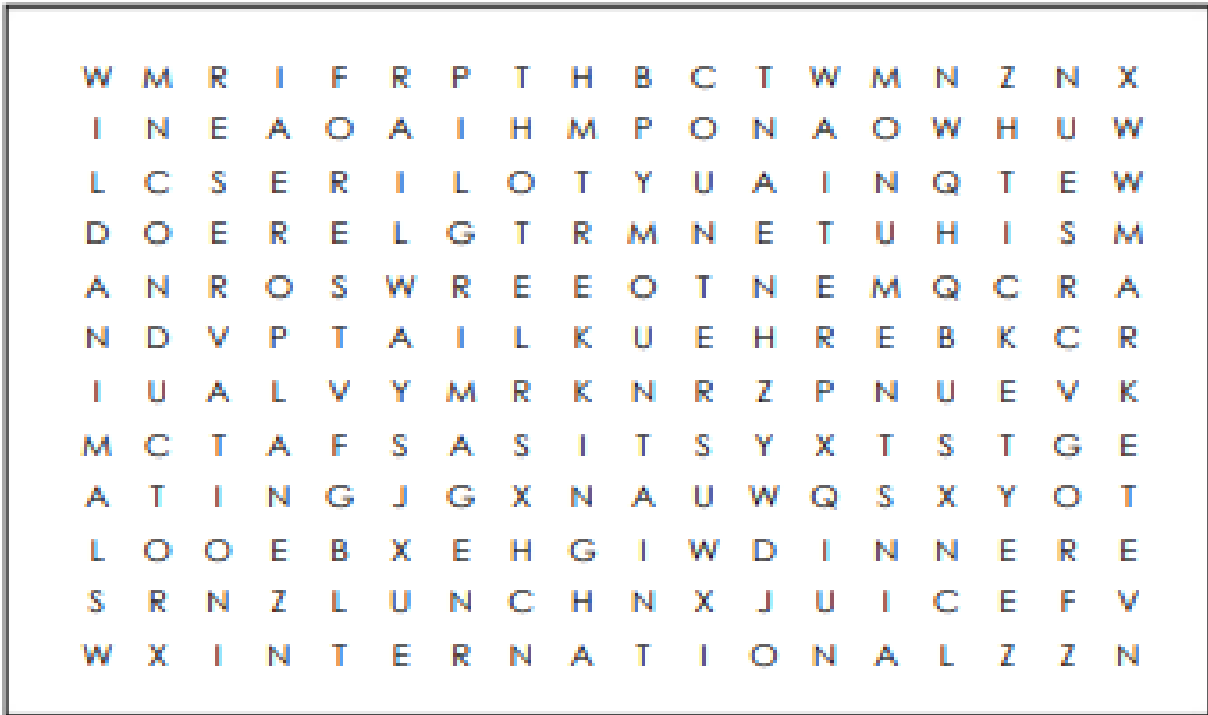 W M R I F R P T H B C T W M N Z N X
I N E A O A I H M P O N A O W H U W
L C S E R I L O T Y U A I N Q T E W
D O E R E L G T R M N E T U H I S M
A N R O S W R E E O T N E M Q C R A
N D V P T A I L K U E H R E B K C R
I U A L V Y M R K N R Z P N U E V K
M C T A F S A S I T S Y X T S T G E
A T I N G J G X N A U W Q S X Y O T
L O O E B X E H G I W D I N N E R E
S R N Z L U N C H N X J U I C E F V
W X I N T E R N A T I O N A L Z Z N